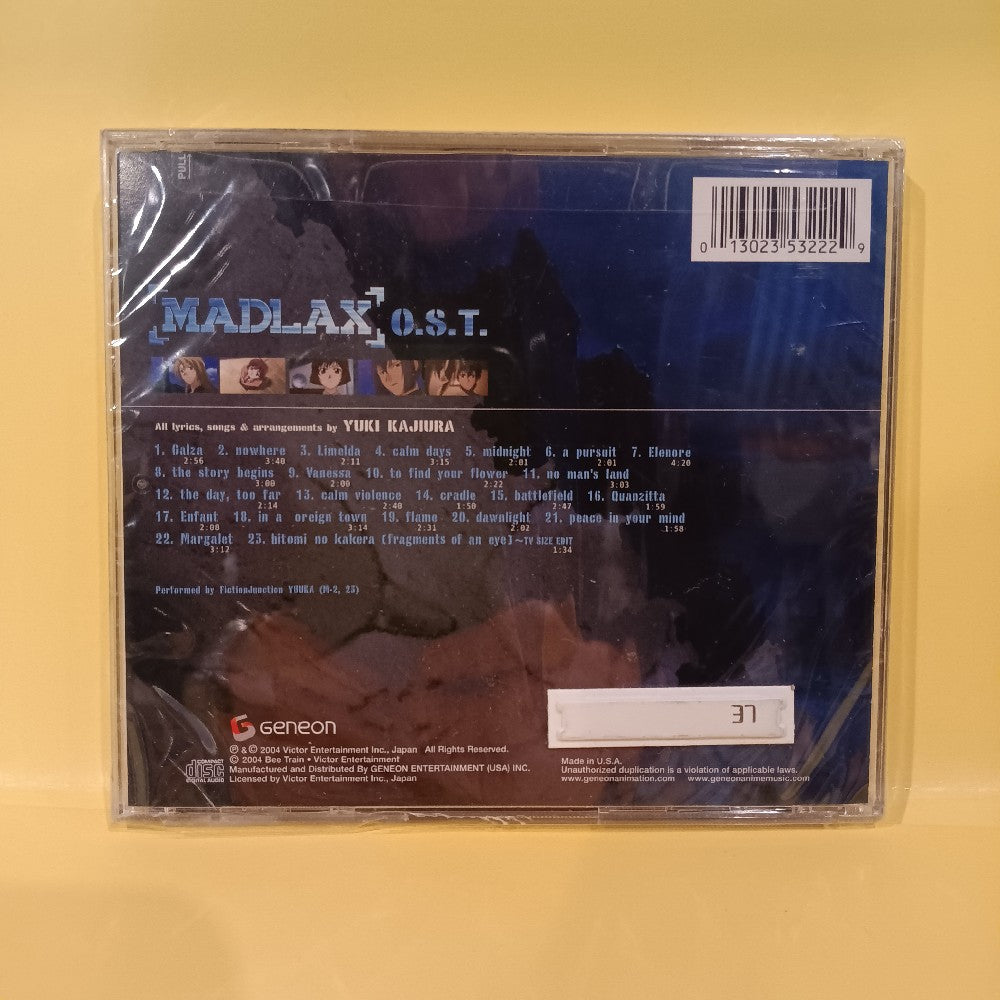 PULL
0 13023 53222 9
[MADLAX] O.S.T.
All lyrics, songs & arrangements by YUKI KAJIURA
1. Galza 2. nowhere 3. Limelda 4. calm days 5. midnight 6. a pursuit 7. Elenore
2:56 3:40 2:11 3:15 2:01 2:01 4:20
8. the story begins 9. Vanessa 10. to find your flower 11. no man's land
3:00 2:00 2:22 3:03
12. the day, too far 13. calm violence 14. cradle 15. battlefield 16. Quanzitta
2:14 2:40 1:50 2:47 1:59
17. Enfant 18. in a oreign town 19. flame 20. dawnlight 21. peace in your mind
2:08 3:14 2:31 2:02 1:58
22. Margalet 23. hitomi no kakera (fragments of an eye)~TV SIZE EDIT
3:12 1:34
Performed by FictionJunction YUUKA (M-2, 23)
37
GENEON
℗ & © 2004 Victor Entertainment Inc., Japan All Rights Reserved.
© 2004 Bee Train • Victor Entertainment
Manufactured and Distributed By GENEON ENTERTAINMENT (USA) INC.
Licensed by Victor Entertainment Inc., Japan
COMPACT
disc
DIGITAL AUDIO
Made in U.S.A.
Unauthorized duplication is a violation of applicable laws.
www.geneonanimation.com www.geneonanimemusic.com